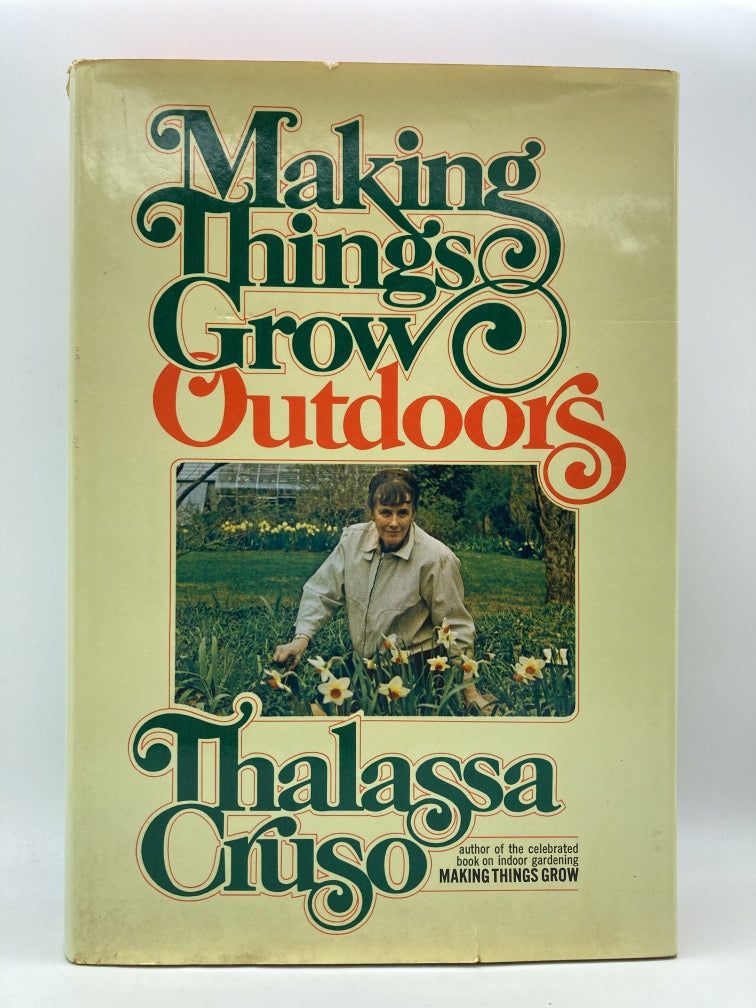 Making
Things
Grow
Outdoors
Thalassa
Cruso
author of the celebrated
book on indoor gardening
MAKING THINGS GROW